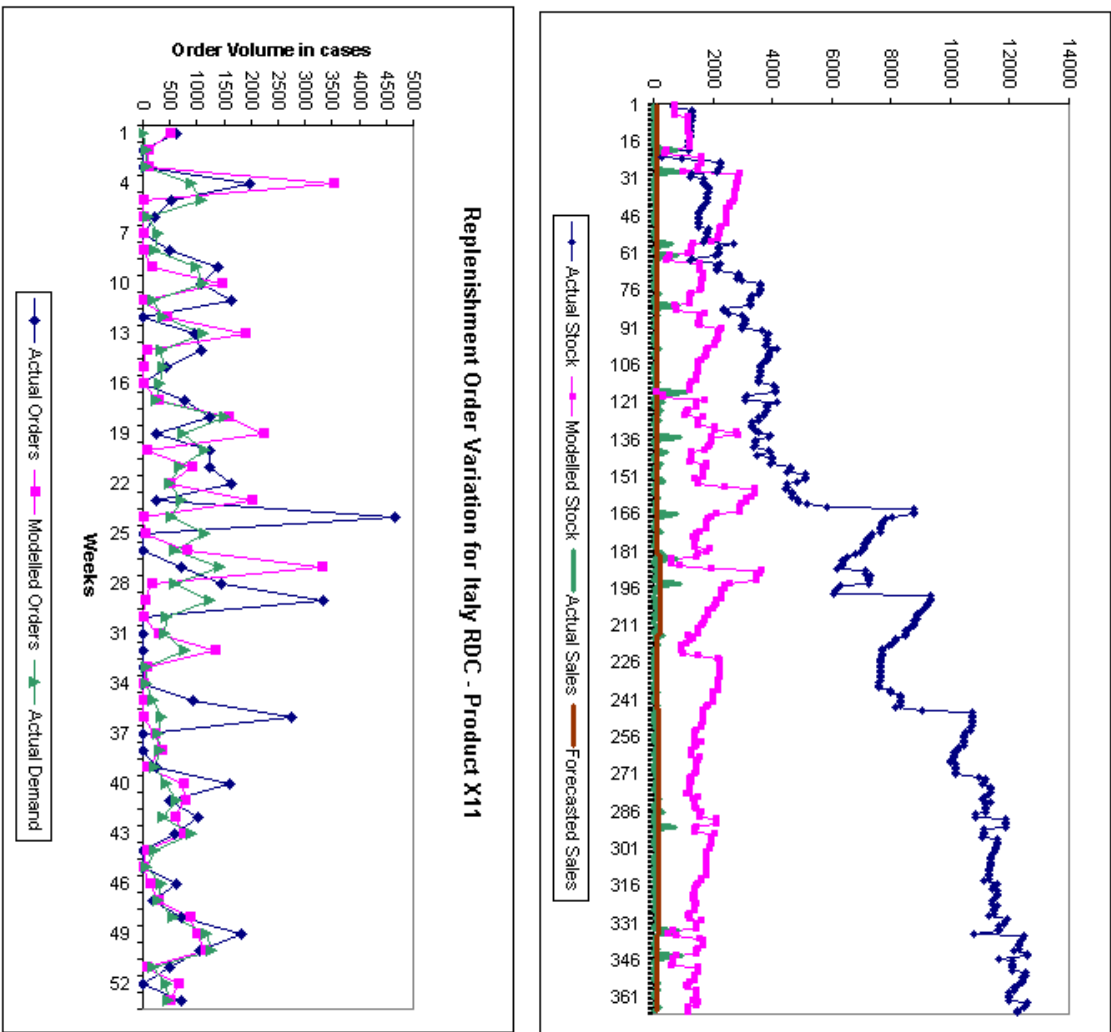 14000
12000
10000
8000
6000
4000
2000
0
1 16 31 46 61 76 91 106 121 136 151 166 181 196 211 226 241 256 271 286 301 316 331 346 361
Actual Stock Modelled Stock Actual Sales Forecasted Sales
Replenishment Order Variation for Italy RDC - Product X11
Order Volume in cases
5000
4500
4000
3500
3000
2500
2000
1500
1000
500
0
1 4 7 10 13 16 19 22 25 28 31 34 37 40 43 46 49 52
Weeks
Actual Orders Modelled Orders Actual Demand